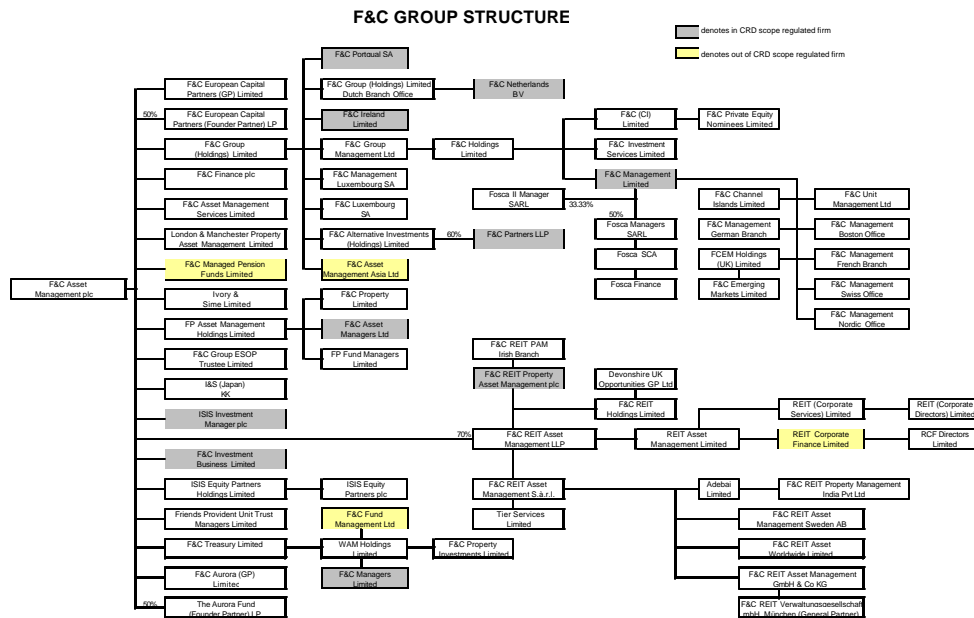 F&C GROUP STRUCTURE
denotes in CRD scope regulated firm
denotes out of CRD scope regulated firm
F&C Asset
Management plc
F&C European Capital
Partners (GP) Limited
50%
F&C European Capital
Partners (Founder Partner) LP
F&C Group
(Holdings) Limited
F&C Finance plc
F&C Asset Management
Services Limited
London & Manchester Property
Asset Management Limited
F&C Managed Pension
Funds Limited
Ivory &
Sime Limited
FP Asset Management
Holdings Limited
F&C Group ESOP
Trustee Limited
I&S (Japan)
KK
ISIS Investment
Manager plc
F&C Investment
Business Limited
ISIS Equity Partners
Holdings Limited
Friends Provident Unit Trust
Managers Limited
F&C Treasury Limited
F&C Aurora (GP)
Limited
50%
The Aurora Fund
(Founder Partner) LP
F&C Portugal SA
F&C Group (Holdings) Limited
Dutch Branch Office
F&C Ireland
Limited
F&C Group
Management Ltd
F&C Management
Luxembourg SA
F&C Luxembourg
SA
F&C Alternative Investments
(Holdings) Limited
F&C Asset
Management Asia Ltd
F&C Property
Limited
F&C Asset
Managers Ltd
FP Fund Managers
Limited
ISIS Equity
Partners plc
F&C Fund
Management Ltd
WAM Holdings
Limited
F&C Managers
Limited
F&C Netherlands
BV
F&C Holdings
Limited
60%
F&C Partners LLP
F&C Property
Investments Limited
F&C (CI)
Limited
F&C Private Equity
Nominees Limited
F&C Investment
Services Limited
F&C Management
Limited
Fosca II Manager
SARL
33.33%
50%
Fosca Managers
SARL
Fosca SCA
Fosca Finance
F&C Channel
Islands Limited
F&C Management
German Branch
FCEM Holdings
(UK) Limited
F&C Emerging
Markets Limited
F&C Unit
Management Ltd
F&C Management
Boston Office
F&C Management
French Branch
F&C Management
Swiss Office
F&C Management
Nordic Office
F&C REIT PAM
Irish Branch
F&C REIT Property
Asset Management plc
Devonshire UK
Opportunities GP Ltd
F&C REIT
Holdings Limited
70%
F&C REIT Asset
Management LLP
REIT Asset
Management Limited
REIT (Corporate
Services) Limited
REIT (Corporate
Directors) Limited
REIT Corporate
Finance Limited
RCF Directors
Limited
F&C REIT Asset
Management S.à.r.l.
Tier Services
Limited
Adebai
Limited
F&C REIT Property Management
India Pvt Ltd
F&C REIT Asset
Management Sweden AB
F&C REIT Asset
Worldwide Limited
F&C REIT Asset Management
GmbH & Co KG
F&C REIT Verwaltungsgesellschaft
mbH, München (General Partner)